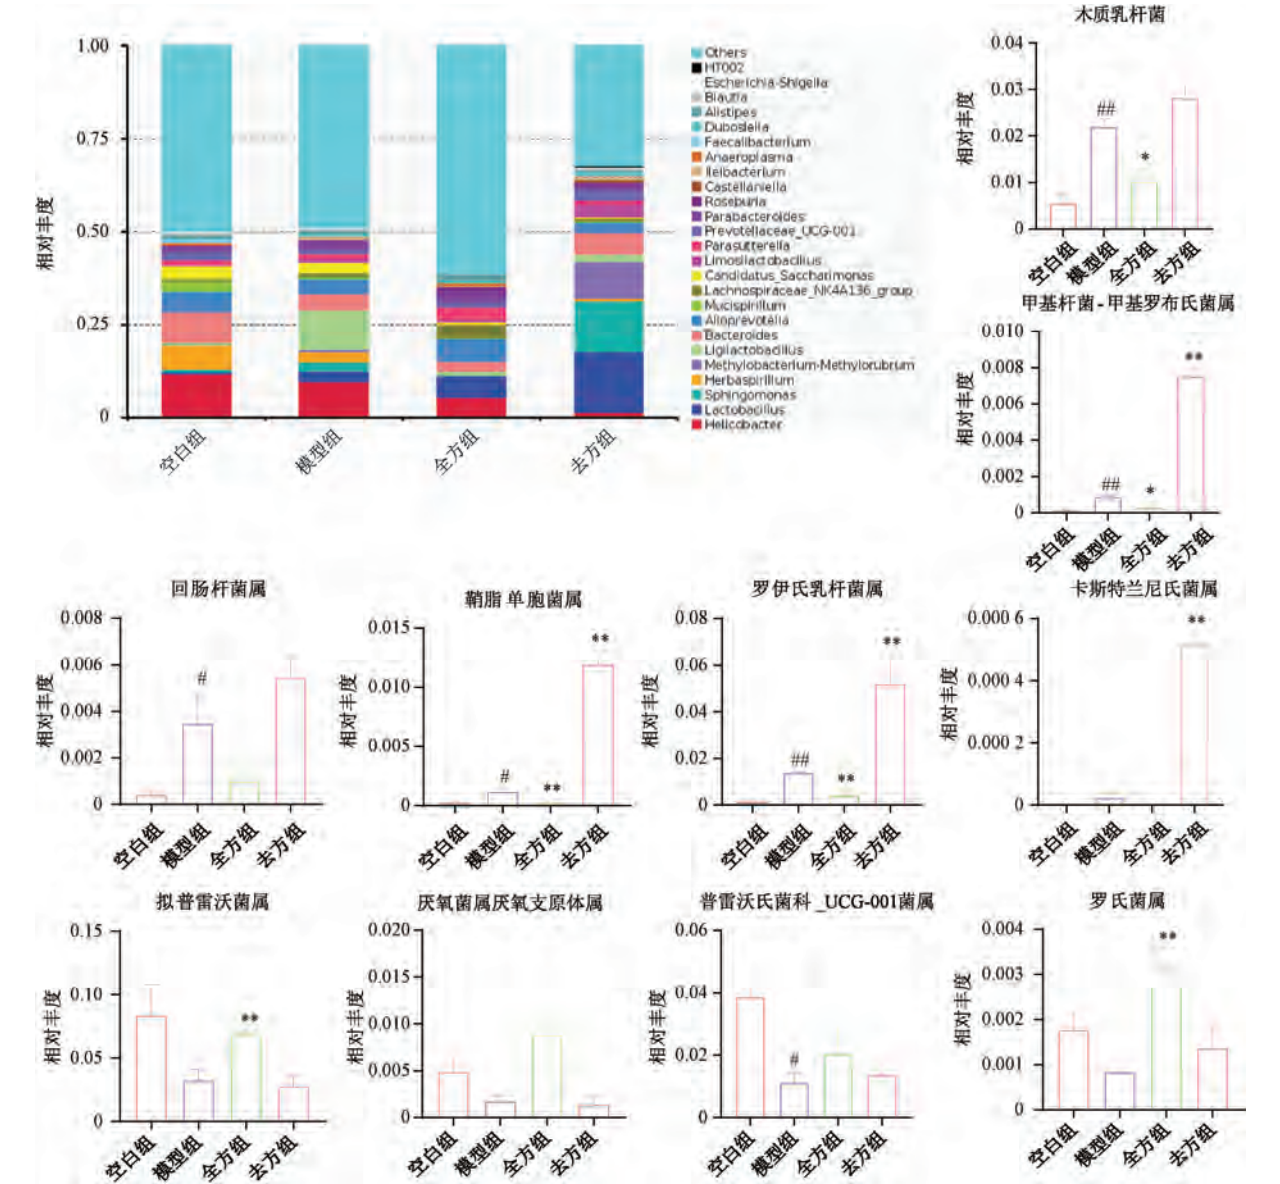 1.00
0.75
0.50
0.25
0
相对丰度
空白组
模型组
全方组
去方组
Others
HT002
Escherichia-Shigella
Blautia
Alistipes
Dubosiella
Faecalibacterium
Anaeroplasma
Ileibacterium
Castellaniella
Roseburia
Parabacteroides
Prevotellaceae_UCG-001
Parasutterella
Limosilactobacillus
Candidatus_Saccharimonas
Lachnospiraceae_NK4A136_group
Mucispirillum
Alloprevotella
Bacteroides
Ligilactobacillus
Methylobacterium-Methylorubrum
Herbaspirillum
Sphingomonas
Lactobacillus
Helicobacter
木质乳杆菌
0.04
0.03
0.02
0.01
0
相对丰度
##
*
空白组
模型组
全方组
去方组
甲基杆菌-甲基罗布氏菌属
0.010
0.008
0.006
0.004
0.002
0
相对丰度
##
*
**
空白组
模型组
全方组
去方组
回肠杆菌属
0.008
0.006
0.004
0.002
0
相对丰度
#
空白组
模型组
全方组
去方组
鞘脂单胞菌属
0.015
0.010
0.005
0
相对丰度
#
**
**
空白组
模型组
全方组
去方组
罗伊氏乳杆菌属
0.08
0.06
0.04
0.02
0
相对丰度
##
**
**
空白组
模型组
全方组
去方组
卡斯特兰尼氏菌属
0.000 6
0.000 4
0.000 2
0
相对丰度
**
空白组
模型组
全方组
去方组
拟普雷沃菌属
0.15
0.10
0.05
0
相对丰度
**
空白组
模型组
全方组
去方组
厌氧菌属厌氧支原体属
0.020
0.015
0.010
0.005
0
相对丰度
空白组
模型组
全方组
去方组
普雷沃氏菌科_UCG-001菌属
0.06
0.04
0.02
0
相对丰度
#
空白组
模型组
全方组
去方组
罗氏菌属
0.004
0.003
0.002
0.001
0
相对丰度
**
空白组
模型组
全方组
去方组